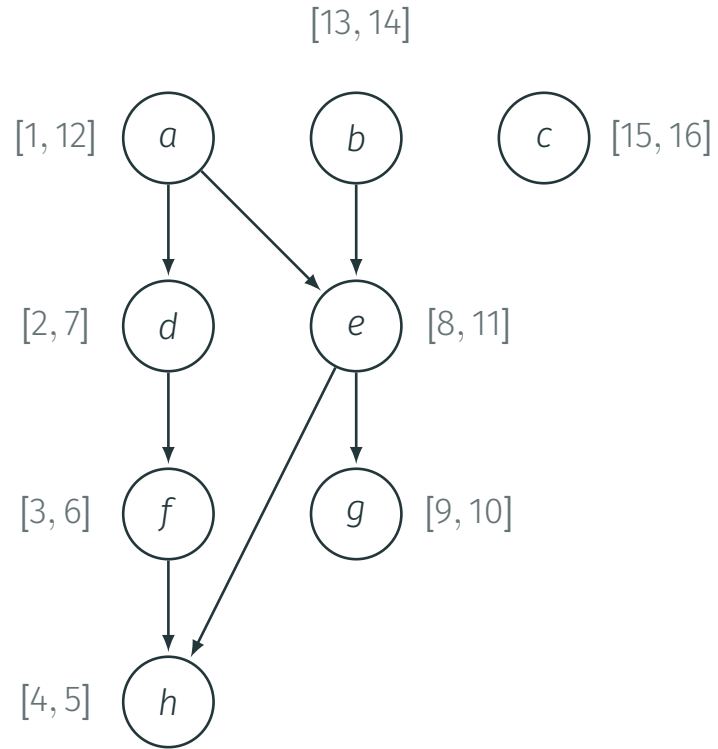 [13, 14]
[1, 12] a b c [15, 16]
[2, 7] d e [8, 11]
[3, 6] f g [9, 10]
[4, 5] h